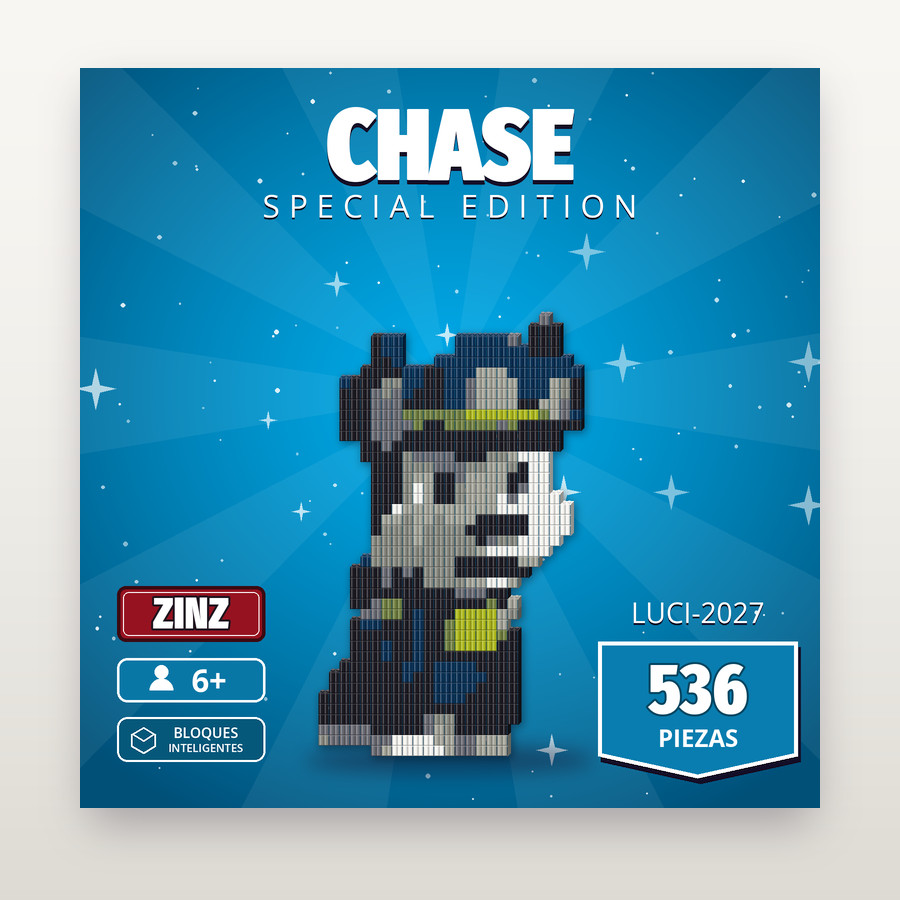 CHASE
SPECIAL EDITION
ZINZ
6+
BLOQUES
INTELIGENTES
LUCI-2027
536
PIEZAS